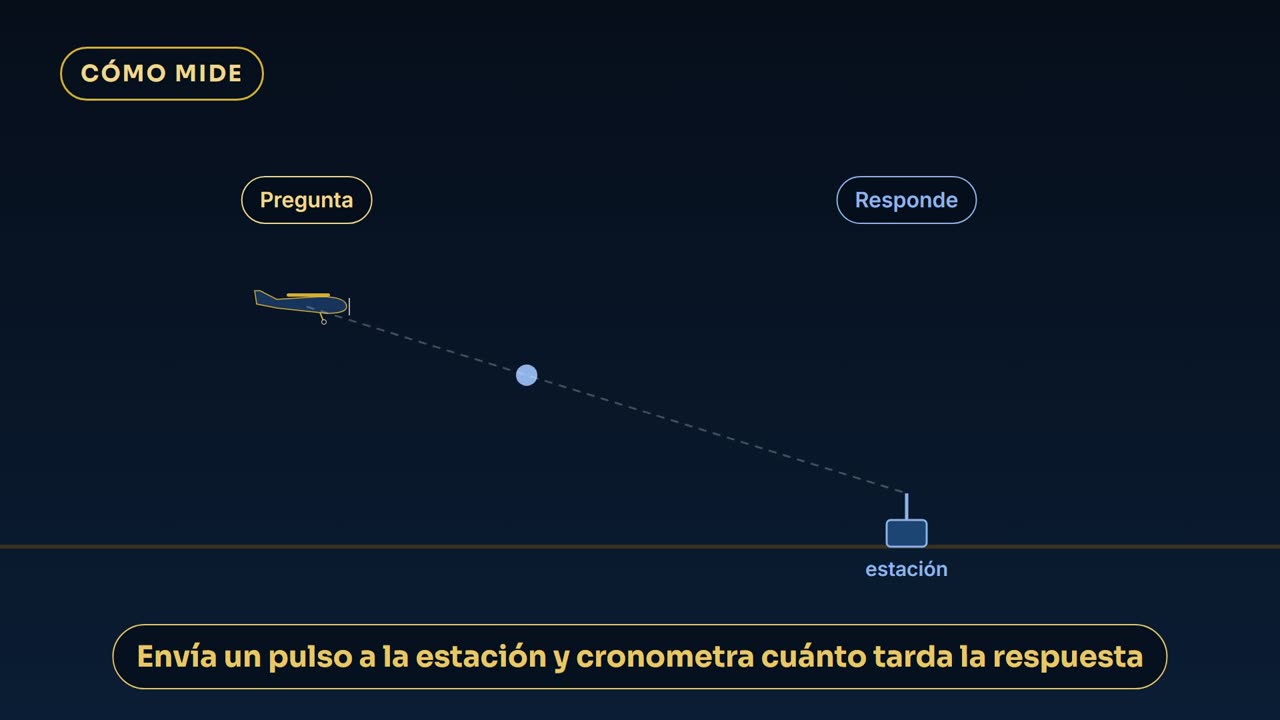 CÓMO MIDE
Pregunta
Responde
estación
Envía un pulso a la estación y cronometra cuánto tarda la respuesta